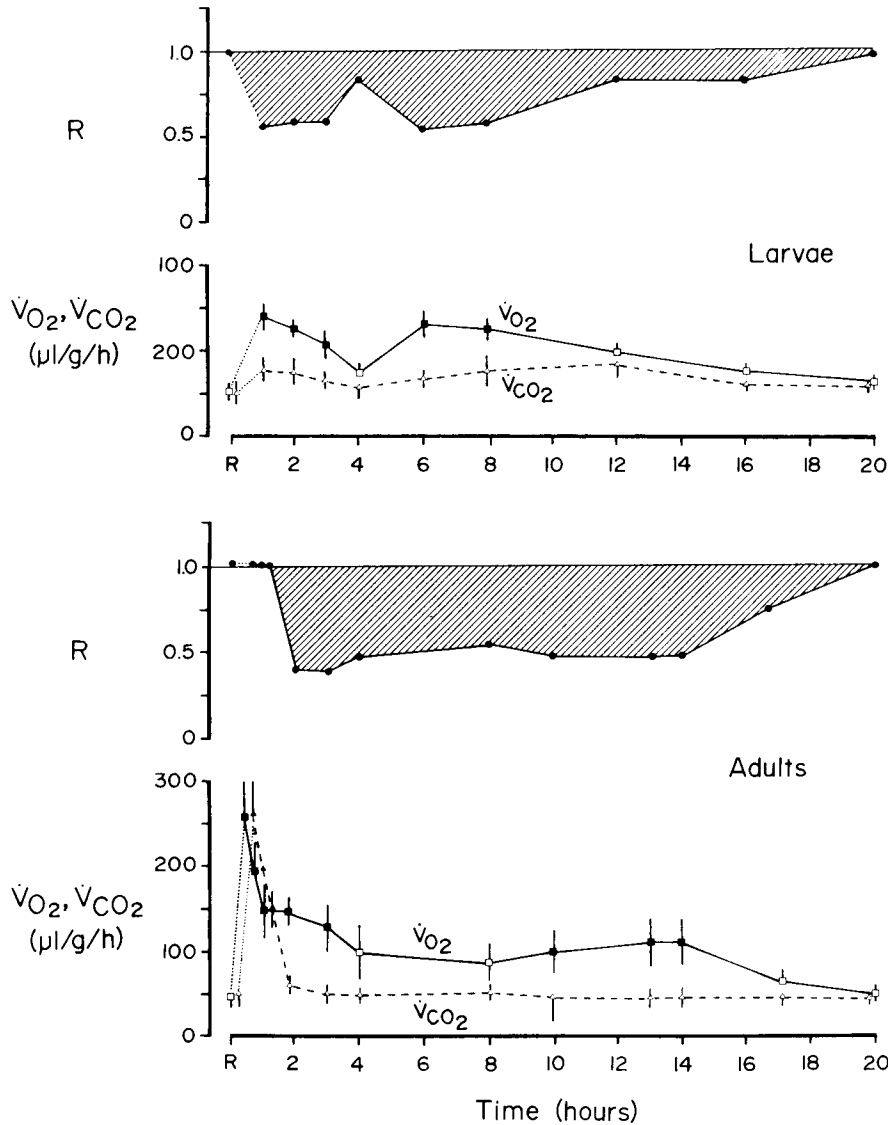 1.0
R
0.5
0
Larvae
100
V̇O2, V̇CO2
(µl/g/h)
200
0
V̇O2
V̇CO2
R 2 4 6 8 10 12 14 16 18 20
1.0
R
0.5
0
Adults
300
200
V̇O2, V̇CO2
(µl/g/h)
100
0
V̇O2
V̇CO2
R 2 4 6 8 10 12 14 16 18 20
Time (hours)